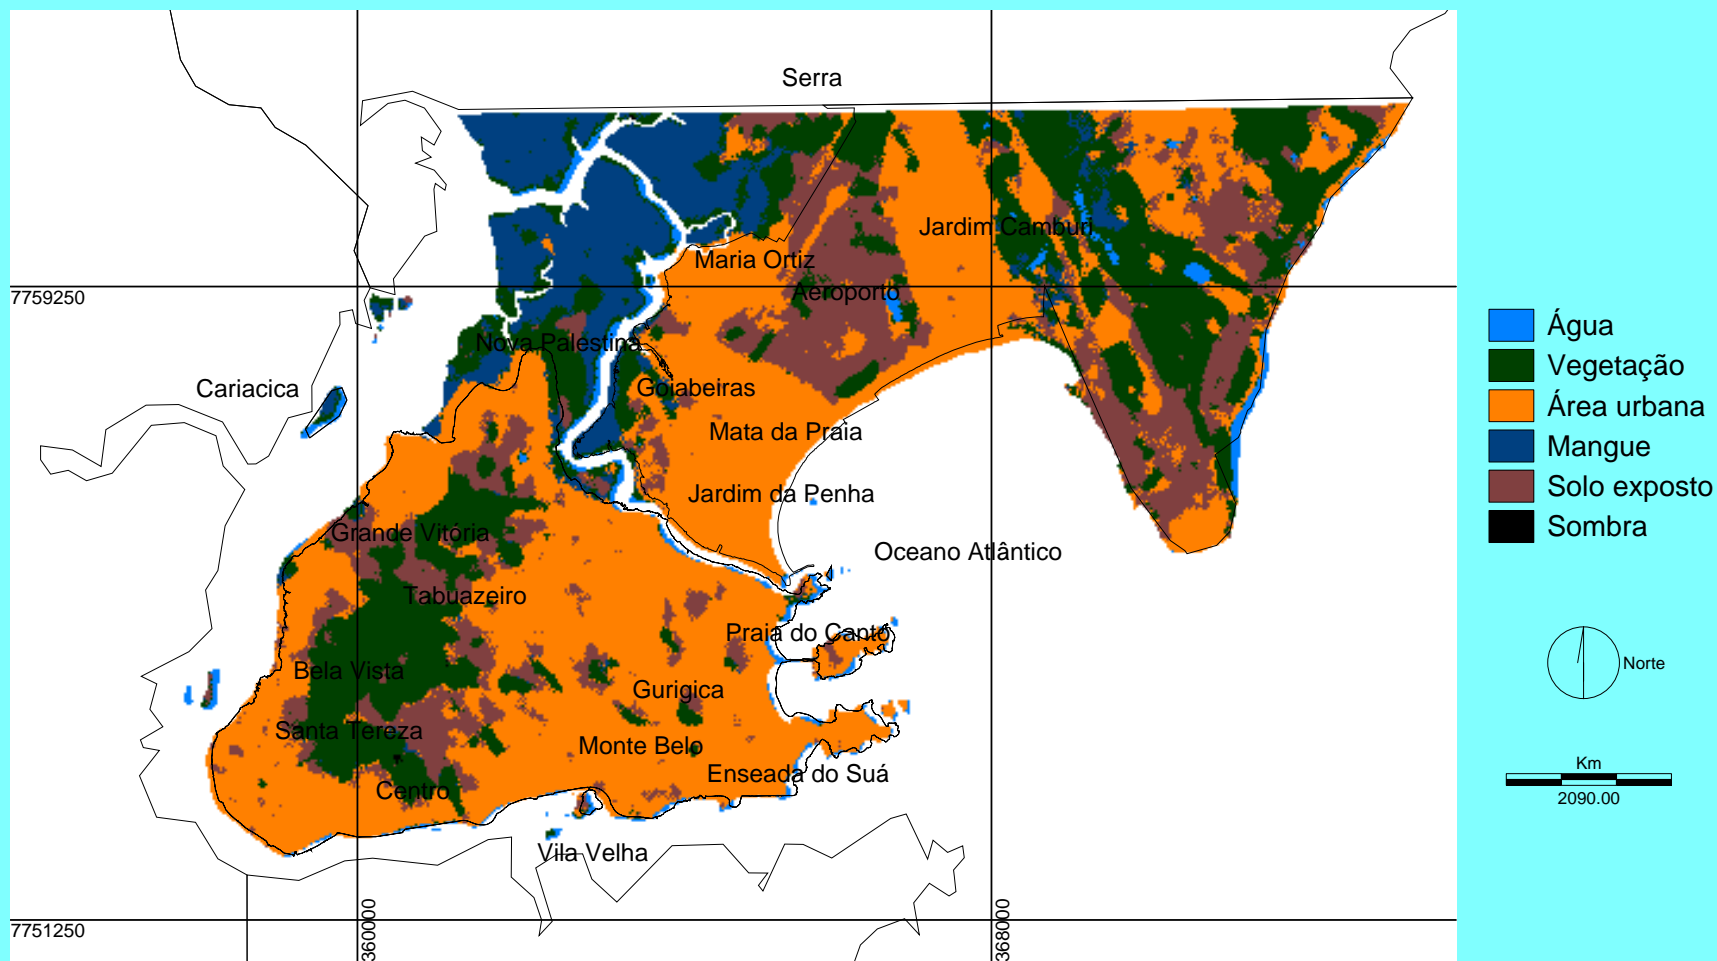 Serra
Jardim Camburi
Maria Ortiz
Aeroporto
7759250
Nova Palestina
Cariacica
Goiabeiras
Mata da Praia
Jardim da Penha
Grande Vitória
Oceano Atlântico
Tabuazeiro
Praia do Canto
Bela Vista
Gurigica
Santa Tereza
Monte Belo
Enseada do Suá
Centro
Vila Velha
7751250
360000
368000
Água
Vegetação
Área urbana
Mangue
Solo exposto
Sombra
Norte
Km
2090.00